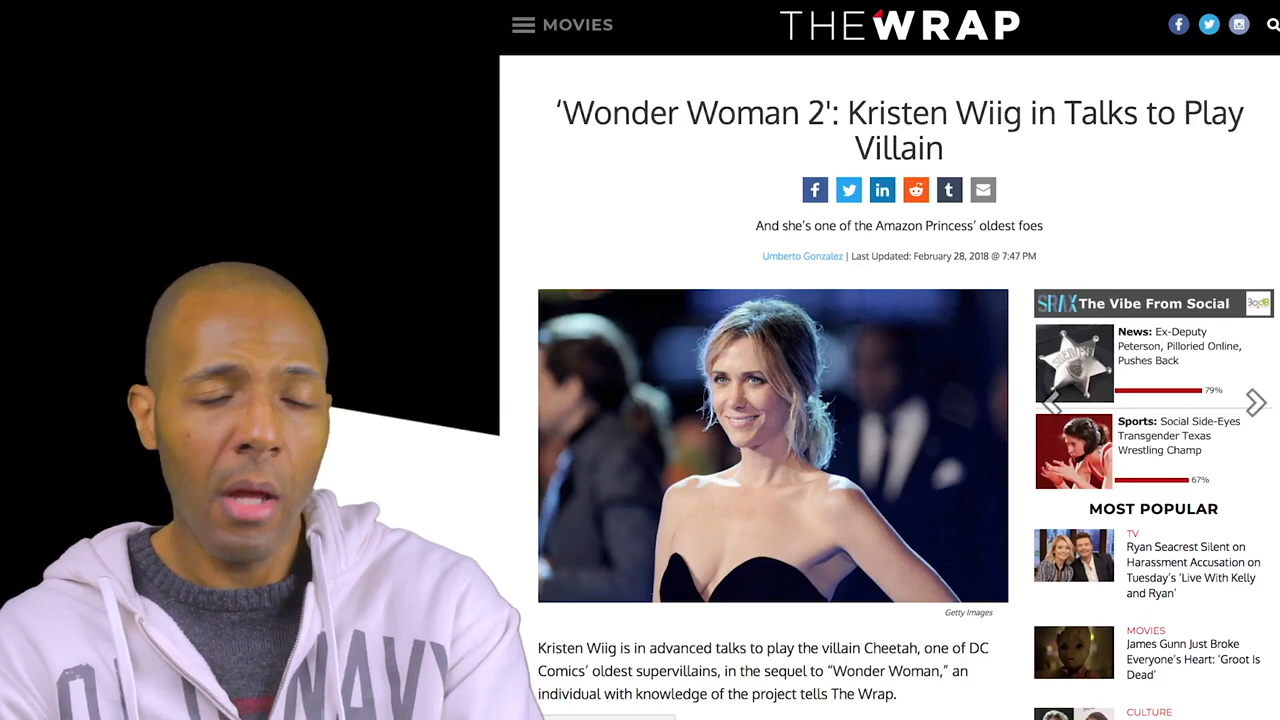 MOVIES
THEWRAP
‘Wonder Woman 2': Kristen Wiig in Talks to Play
Villain
And she’s one of the Amazon Princess’ oldest foes
Umberto Gonzalez | Last Updated: February 28, 2018 @ 7:47 PM
SRAX The Vibe From Social
News: Ex-Deputy
Peterson, Pilloried Online,
Pushes Back
79%
Sports: Social Side-Eyes
Transgender Texas
Wrestling Champ
67%
MOST POPULAR
TV
Ryan Seacrest Silent on
Harassment Accusation on
Tuesday’s ‘Live With Kelly
and Ryan’
MOVIES
James Gunn Just Broke
Everyone’s Heart: ‘Groot Is
Dead’
CULTURE
Getty Images
Kristen Wiig is in advanced talks to play the villain Cheetah, one of DC
Comics’ oldest supervillains, in the sequel to “Wonder Woman,” an
individual with knowledge of the project tells The Wrap.
NAVY